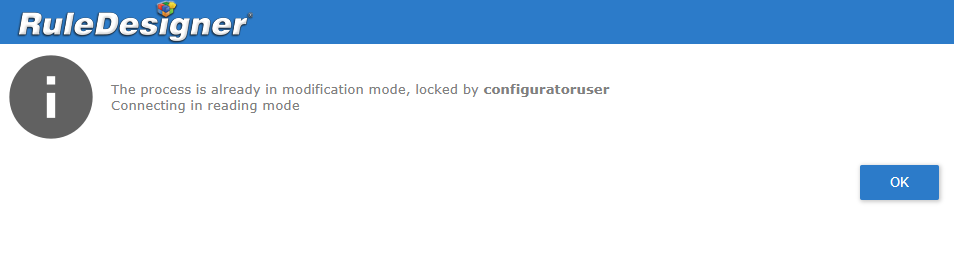 RuleDesigner
The process is already in modification mode, locked by configuratoruser
Connecting in reading mode
OK